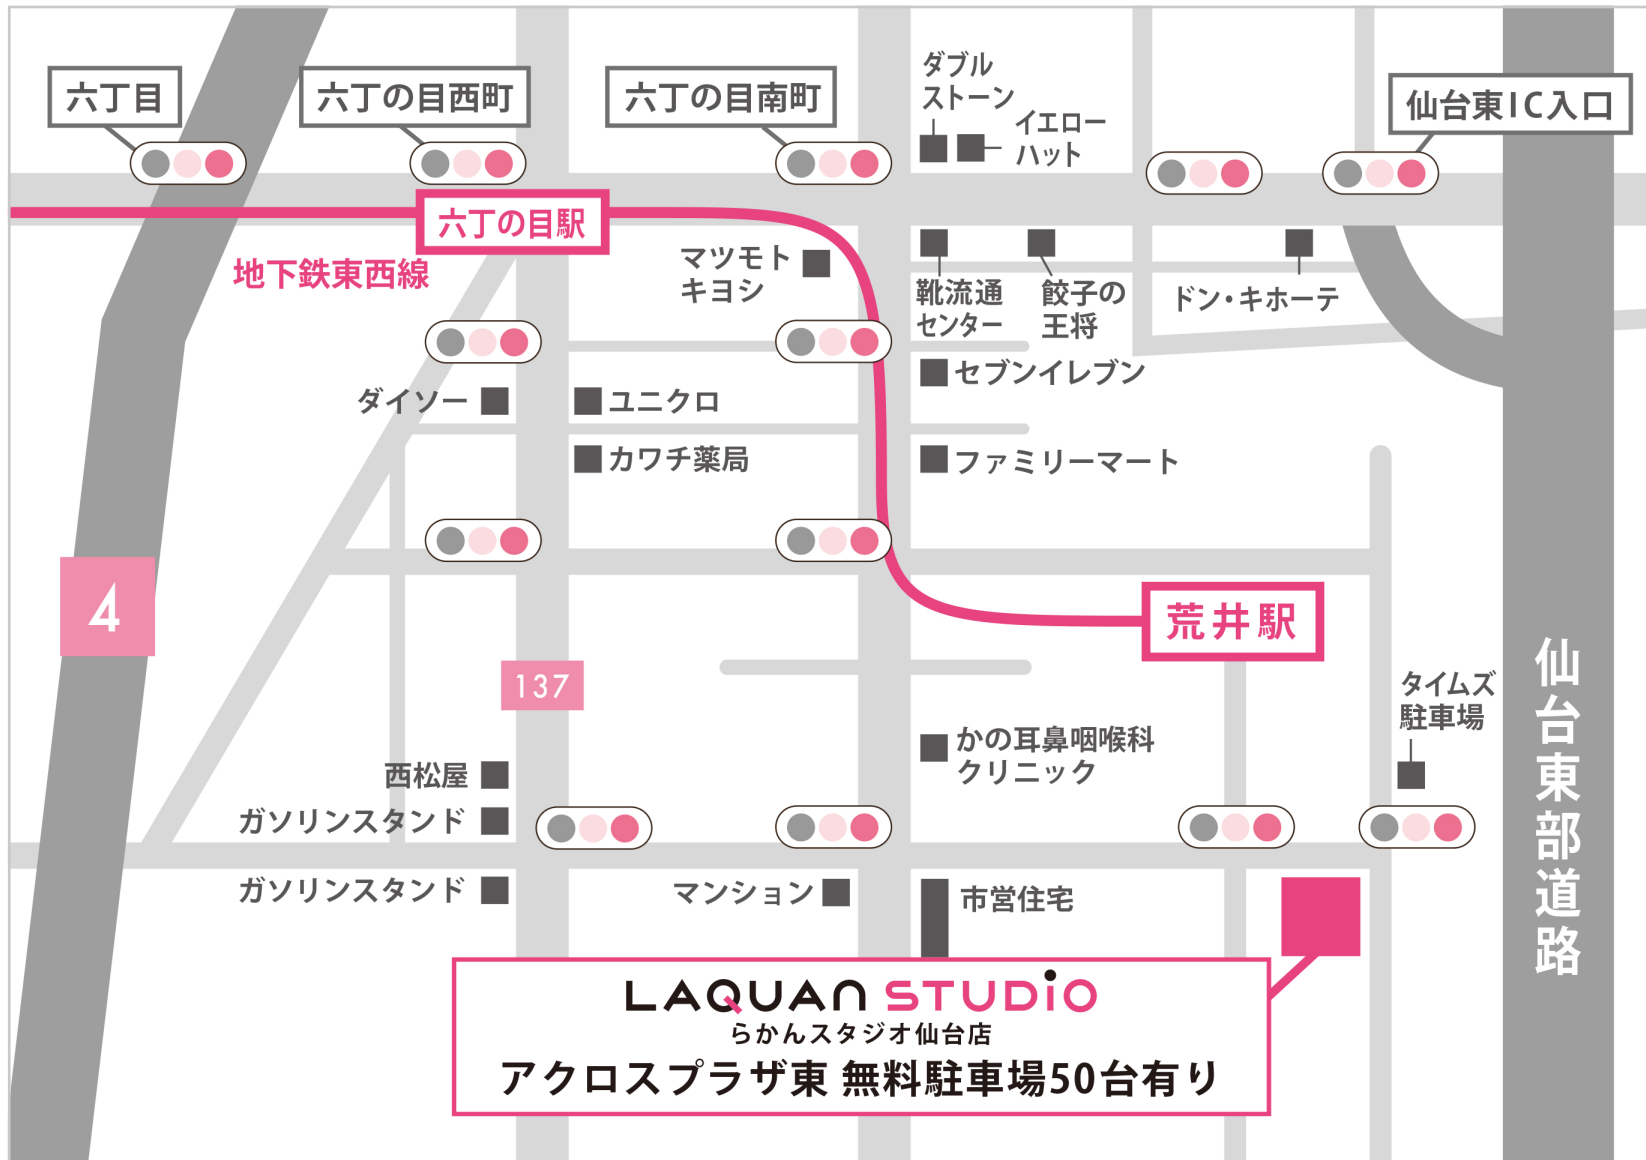 六丁目
六丁の目西町
六丁の目南町
ダブル
ストーン
イエロー
ハット
仙台東IC入口
六丁の目駅
地下鉄東西線
マツモト
キヨシ
靴流通
センター
餃子の
王将
ドン・キホーテ
セブンイレブン
ダイソー
ユニクロ
カワチ薬局
ファミリーマート
4
荒井駅
137
仙台東部道路
タイムズ
駐車場
かの耳鼻咽喉科
クリニック
西松屋
ガソリンスタンド
ガソリンスタンド
マンション
市営住宅
LAQUAN STUDiO
らかんスタジオ仙台店
アクロスプラザ東 無料駐車場50台有り